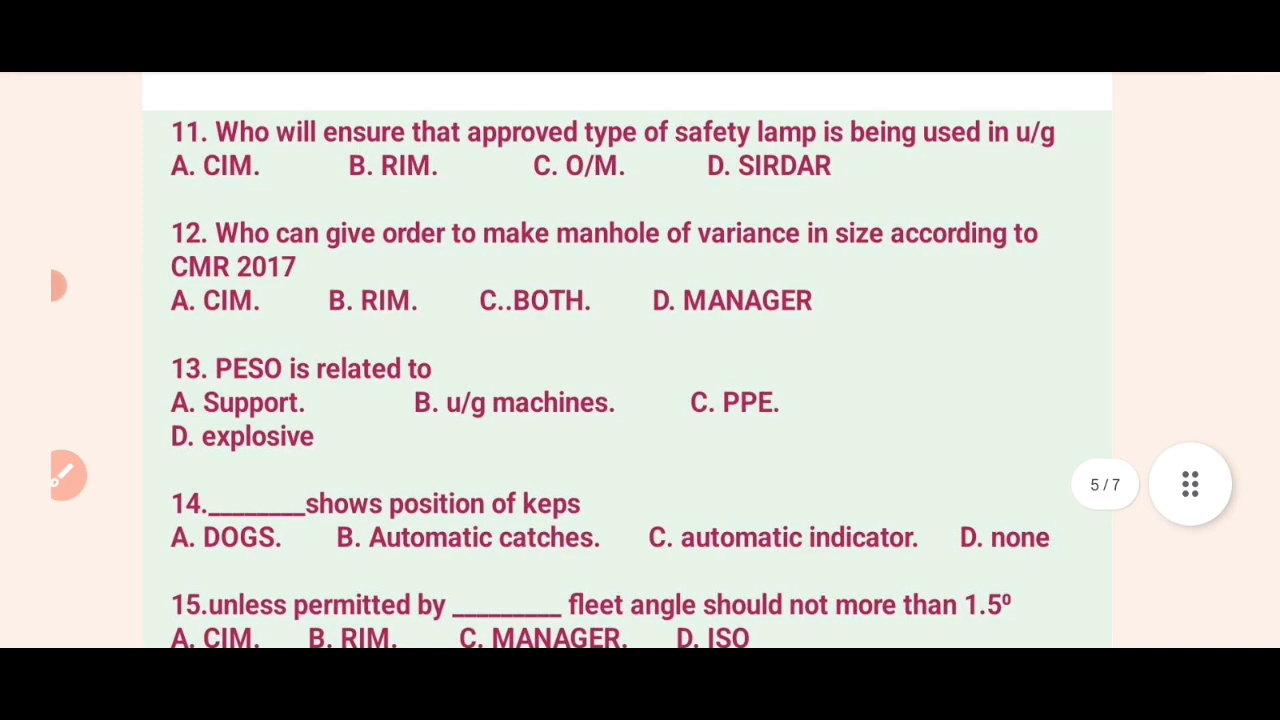 11. Who will ensure that approved type of safety lamp is being used in u/g
A. CIM. B. RIM. C. O/M. D. SIRDAR
12. Who can give order to make manhole of variance in size according to
CMR 2017
A. CIM. B. RIM. C..BOTH. D. MANAGER
13. PESO is related to
A. Support. B. u/g machines. C. PPE.
D. explosive
14.________shows position of keps
A. DOGS. B. Automatic catches. C. automatic indicator. D. none
15.unless permitted by _________ fleet angle should not more than 1.5⁰
A. CIM. B. RIM. C. MANAGER. D. ISO
5 / 7